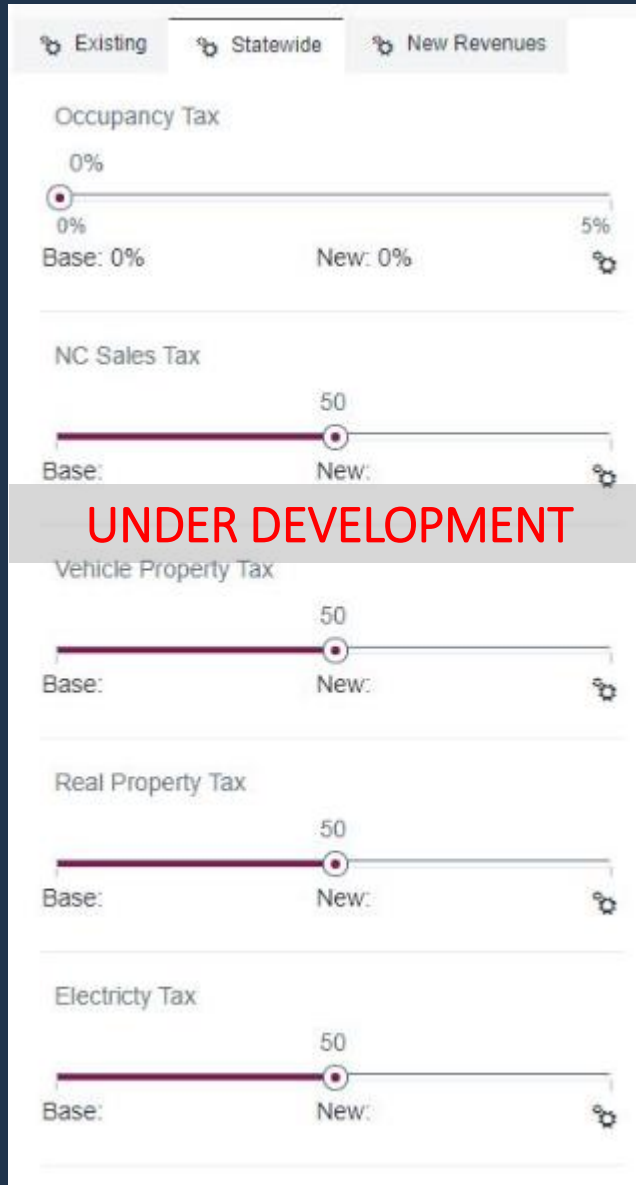 Existing Statewide New Revenues
Occupancy Tax
0%
0% 5%
Base: 0% New: 0%
NC Sales Tax
50
Base: New:
UNDER DEVELOPMENT
Vehicle Property Tax
50
Base: New:
Real Property Tax
50
Base: New:
Electricty Tax
50
Base: New: